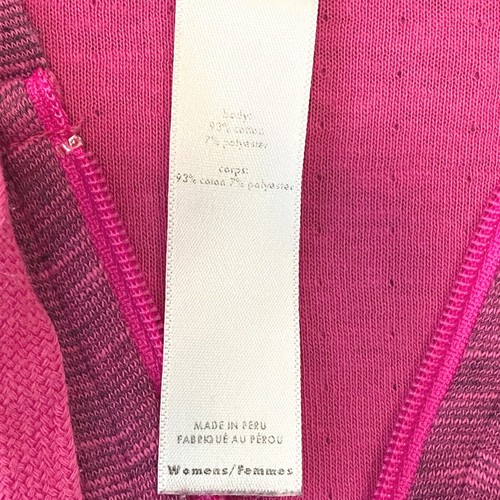 body:
93% cotton
7% polyester
corps:
93% coton 7% polyester
MADE IN PERU
FABRIQUÉ AU PÉROU
Womens/Femmes